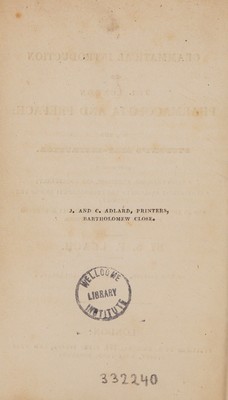 J. AND C. ADLARD, PRINTERS,
BARTHOLOMEW CLOSE.
WELLCOME
LIBRARY
INSTITUTE
332240